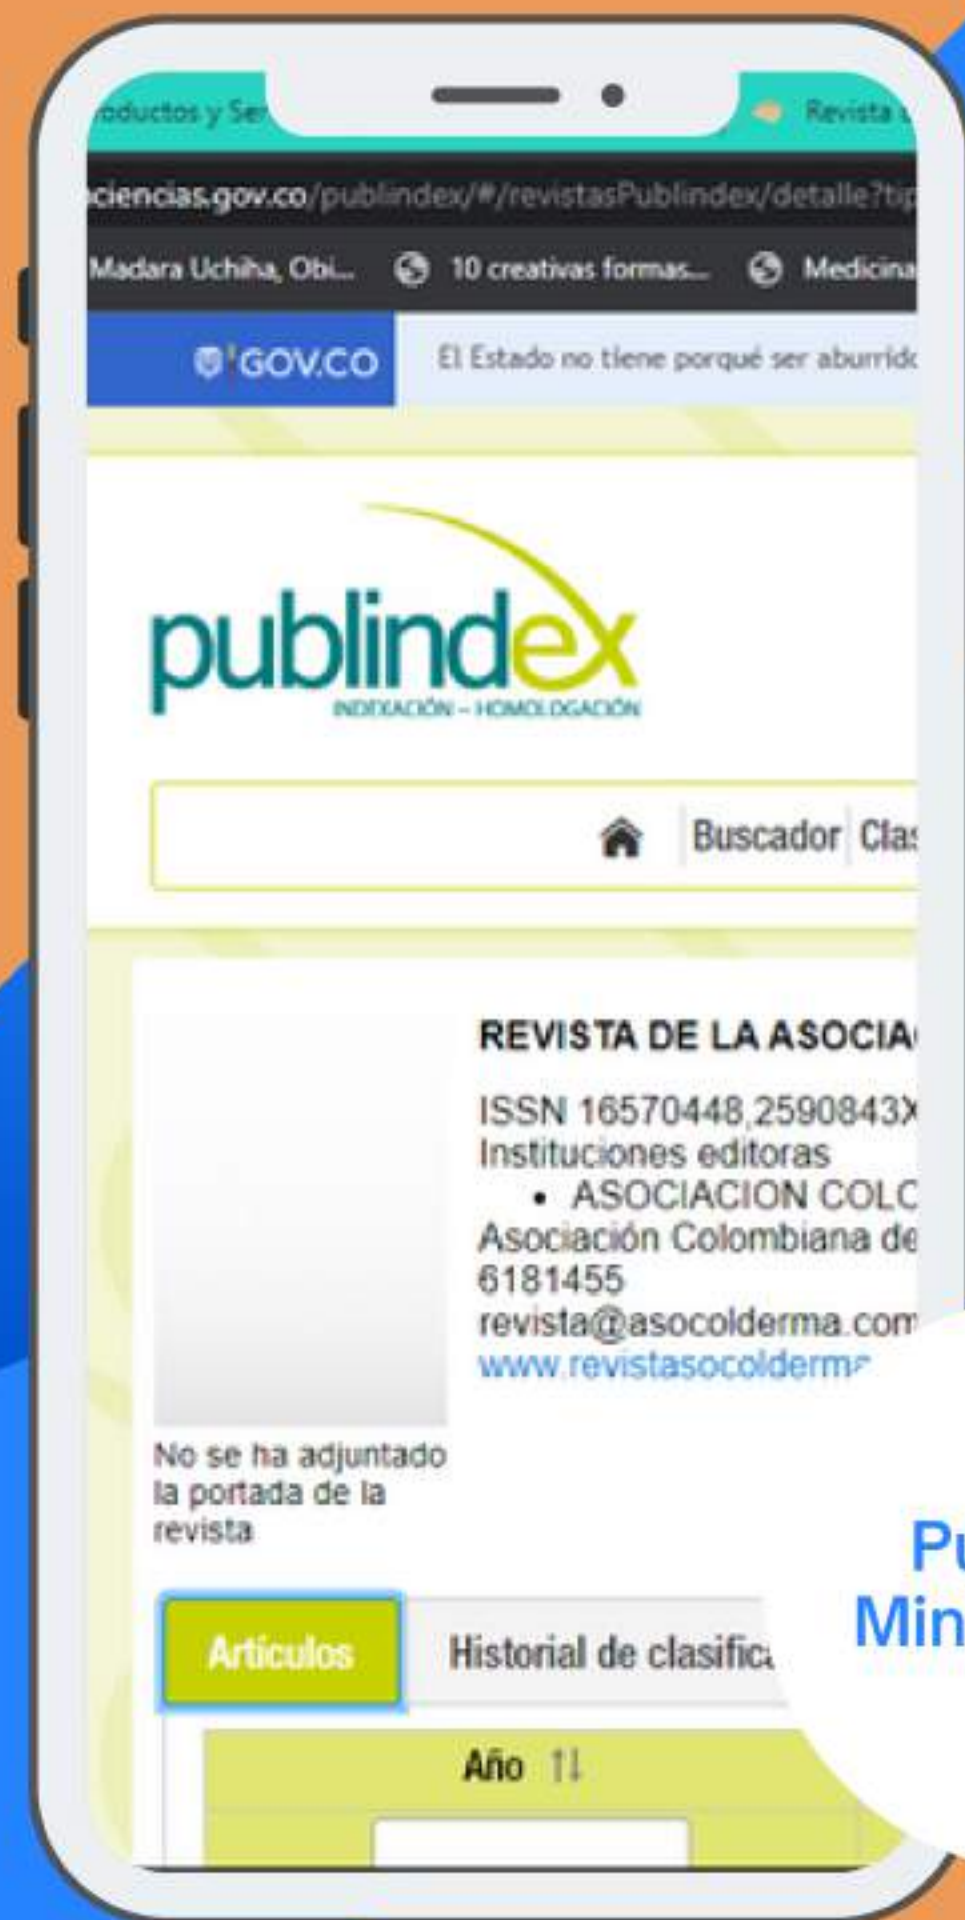 oductos y Ser
Revista
ciencias.gov.co/publindex/#/revistasPublindex/detalle?tip
Madara Uchiha, Obi...
10 creativas formas...
Medicina
GOV.CO
El Estado no tiene porqué ser aburrido
publindex
INDEXACIÓN – HOMOLOGACIÓN
Buscador
Clas
REVISTA DE LA ASOCIA
ISSN 16570448,2590843X
Instituciones editoras
• ASOCIACION COLO
Asociación Colombiana de
6181455
revista@asocolderma.com
www.revistasocolderma
No se ha adjuntado
la portada de la
revista
Pu
Min
Artículos
Historial de clasifica
Año ↑↓